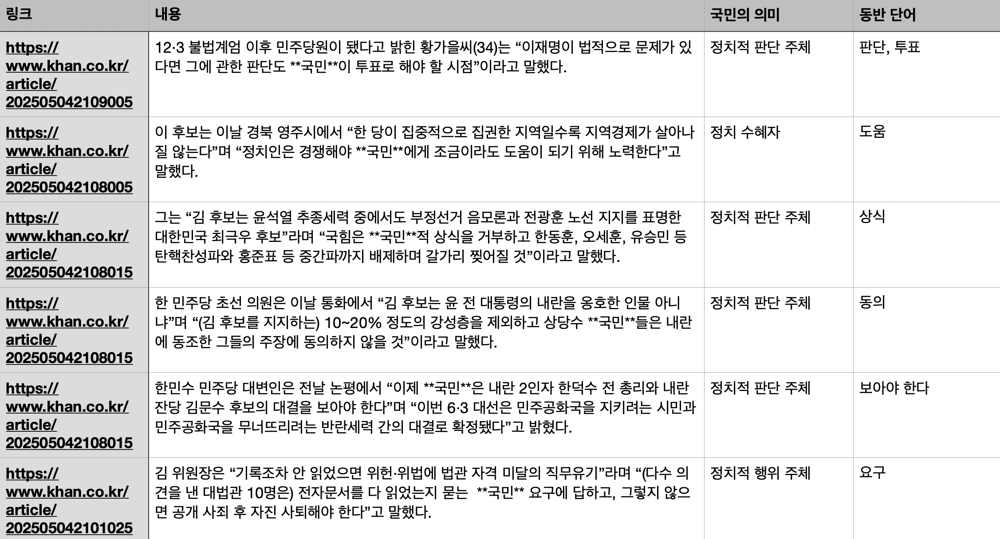 링크 내용 국민의 의미 동반 단어
https://
www.khan.co.kr/
article/
202505042109005
12·3 불법계엄 이후 민주당원이 됐다고 밝힌 황가을씨(34)는 “이재명이 법적으로 문제가 있
다면 그에 관한 판단도 **국민**이 투표로 해야 할 시점”이라고 말했다.
정치적 판단 주체
판단, 투표
https://
www.khan.co.kr/
article/
202505042108005
이 후보는 이날 경북 영주시에서 “한 당이 집중적으로 집권한 지역일수록 지역경제가 살아나
질 않는다”며 “정치인은 경쟁해야 **국민**에게 조금이라도 도움이 되기 위해 노력한다”고
말했다.
정치 수혜자
도움
https://
www.khan.co.kr/
article/
202505042108015
그는 “김 후보는 윤석열 추종세력 중에서도 부정선거 음모론과 전광훈 노선 지지를 표명한
대한민국 최극우 후보”라며 “국힘은 **국민**적 상식을 거부하고 한동훈, 오세훈, 유승민 등
탄핵찬성파와 홍준표 등 중간파까지 배제하며 갈가리 찢어질 것”이라고 말했다.
정치적 판단 주체
상식
https://
www.khan.co.kr/
article/
202505042108015
한 민주당 초선 의원은 이날 통화에서 “김 후보는 윤 전 대통령의 내란을 옹호한 인물 아니
냐”며 “(김 후보를 지지하는) 10~20% 정도의 강성층을 제외하고 상당수 **국민**들은 내란
에 동조한 그들의 주장에 동의하지 않을 것”이라고 말했다.
정치적 판단 주체
동의
https://
www.khan.co.kr/
article/
202505042108015
한민수 민주당 대변인은 전날 논평에서 “이제 **국민**은 내란 2인자 한덕수 전 총리와 내란
잔당 김문수 후보의 대결을 보아야 한다”며 “이번 6·3 대선은 민주공화국을 지키려는 시민과
민주공화국을 무너뜨리려는 반란세력 간의 대결로 확정됐다”고 밝혔다.
정치적 판단 주체
보아야 한다
https://
www.khan.co.kr/
article/
202505042101025
김 위원장은 “기록조차 안 읽었으면 위헌·위법에 법관 자격 미달의 직무유기”라며 “(다수 의
견을 낸 대법관 10명은) 전자문서를 다 읽었는지 묻는  **국민** 요구에 답하고, 그렇지 않으
면 공개 사죄 후 자진 사퇴해야 한다”고 말했다.
정치적 행위 주체
요구